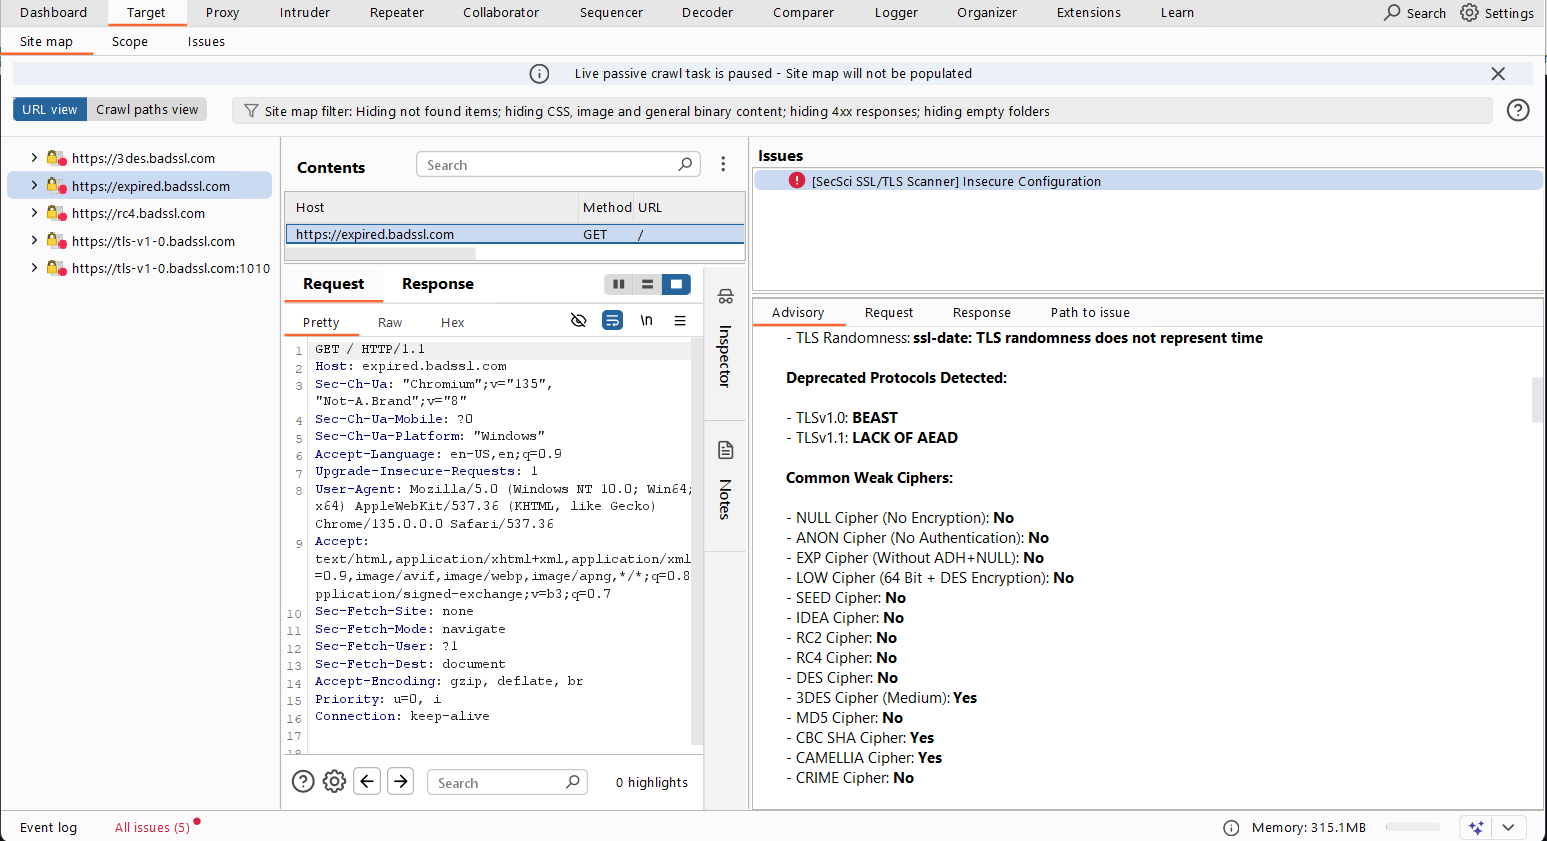 Dashboard Target Proxy Intruder Repeater Collaborator Sequencer Decoder Comparer Logger Organizer Extensions Learn Search Settings
Site map Scope Issues
Live passive crawl task is paused - Site map will not be populated
URL view Crawl paths view Site map filter: Hiding not found items; hiding CSS, image and general binary content; hiding 4xx responses; hiding empty folders
https://3des.badssl.com
https://expired.badssl.com
https://rc4.badssl.com
https://tls-v1-0.badssl.com
https://tls-v1-0.badssl.com:1010
Contents Search
Host Method URL
https://expired.badssl.com GET /
Request Response
Pretty Raw Hex \n
1 GET / HTTP/1.1
2 Host: expired.badssl.com
3 Sec-Ch-Ua: "Chromium";v="135",
"Not-A.Brand";v="8"
4 Sec-Ch-Ua-Mobile: ?0
5 Sec-Ch-Ua-Platform: "Windows"
6 Accept-Language: en-US,en;q=0.9
7 Upgrade-Insecure-Requests: 1
8 User-Agent: Mozilla/5.0 (Windows NT 10.0; Win64;
x64) AppleWebKit/537.36 (KHTML, like Gecko)
Chrome/135.0.0.0 Safari/537.36
9 Accept:
text/html,application/xhtml+xml,application/xml
=0.9,image/avif,image/webp,image/apng,*/*;q=0.8
pplication/signed-exchange;v=b3;q=0.7
10 Sec-Fetch-Site: none
11 Sec-Fetch-Mode: navigate
12 Sec-Fetch-User: ?1
13 Sec-Fetch-Dest: document
14 Accept-Encoding: gzip, deflate, br
15 Priority: u=0, i
16 Connection: keep-alive
17
18
Search 0 highlights
Inspector
Notes
Issues
[SecSci SSL/TLS Scanner] Insecure Configuration
Advisory Request Response Path to issue
- TLS Randomness: ssl-date: TLS randomness does not represent time
Deprecated Protocols Detected:
- TLSv1.0: BEAST
- TLSv1.1: LACK OF AEAD
Common Weak Ciphers:
- NULL Cipher (No Encryption): No
- ANON Cipher (No Authentication): No
- EXP Cipher (Without ADH+NULL): No
- LOW Cipher (64 Bit + DES Encryption): No
- SEED Cipher: No
- IDEA Cipher: No
- RC2 Cipher: No
- RC4 Cipher: No
- DES Cipher: No
- 3DES Cipher (Medium): Yes
- MD5 Cipher: No
- CBC SHA Cipher: Yes
- CAMELLIA Cipher: Yes
- CRIME Cipher: No
Event log All issues (5) Memory: 315.1MB